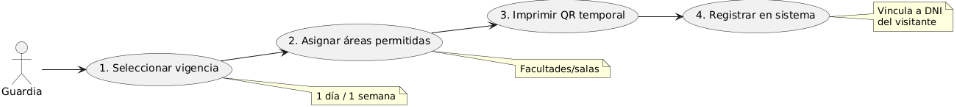 Guardia
1. Seleccionar vigencia
1 día / 1 semana
2. Asignar áreas permitidas
Facultades/salas
3. Imprimir QR temporal
4. Registrar en sistema
Vincula a DNI
del visitante